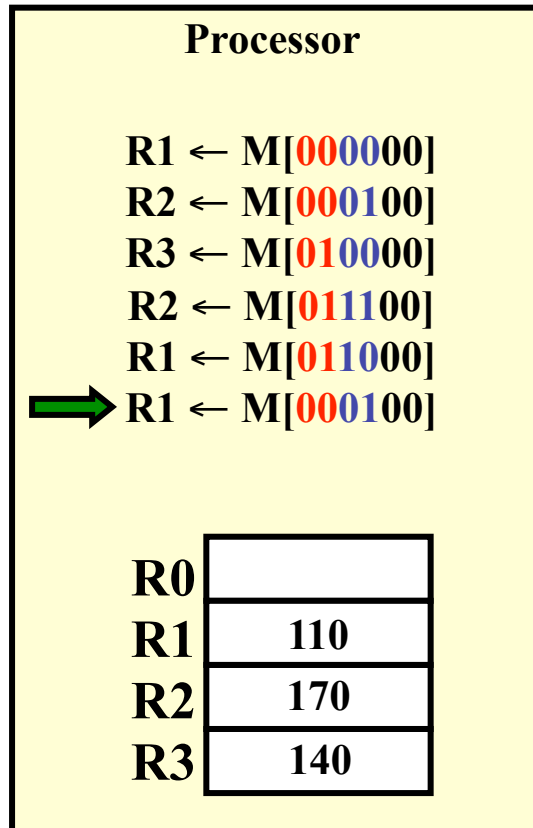 Processor
R1 ← M[000000]
R2 ← M[000100]
R3 ← M[010000]
R2 ← M[011100]
R1 ← M[011000]
R1 ← M[000100]
R0
R1 110
R2 170
R3 140